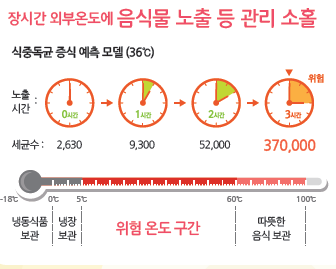 장시간 외부온도에 음식물 노출 등 관리 소홀
식중독균 증식 예측 모델 (36℃)
위험
노출
시간 :
0시간 1시간 2시간 3시간
세균수 : 2,630 9,300 52,000 370,000
-18℃ 0℃ 5℃ 60℃ 100℃
냉동식품
보관
냉장
보관
위험 온도 구간
따뜻한
음식 보관